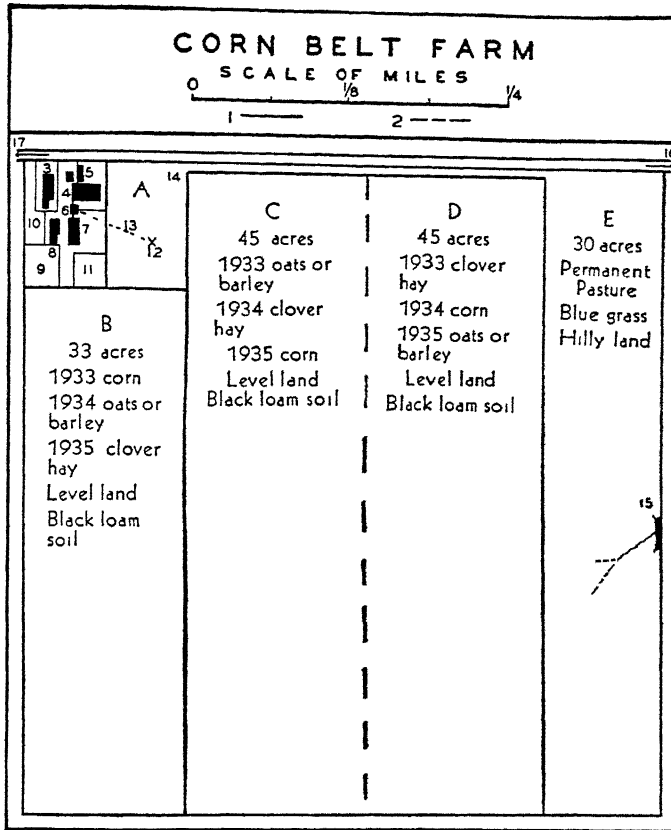 CORN BELT FARM
SCALE OF MILES
0 1/8 1/4
1 2
17
3 5 A 14
4
6
10 7 13
8 12
9 11
B
33 acres
1933 corn
1934 oats or
barley
1935 clover
hay
Level land
Black loam
soil
C
45 acres
1933 oats or
barley
1934 clover
hay
1935 corn
Level land
Black loam soil
D
45 acres
1933 clover
hay
1934 corn
1935 oats or
barley
Level land
Black loam soil
E
30 acres
Permanent
Pasture
Blue grass
Hilly land
15